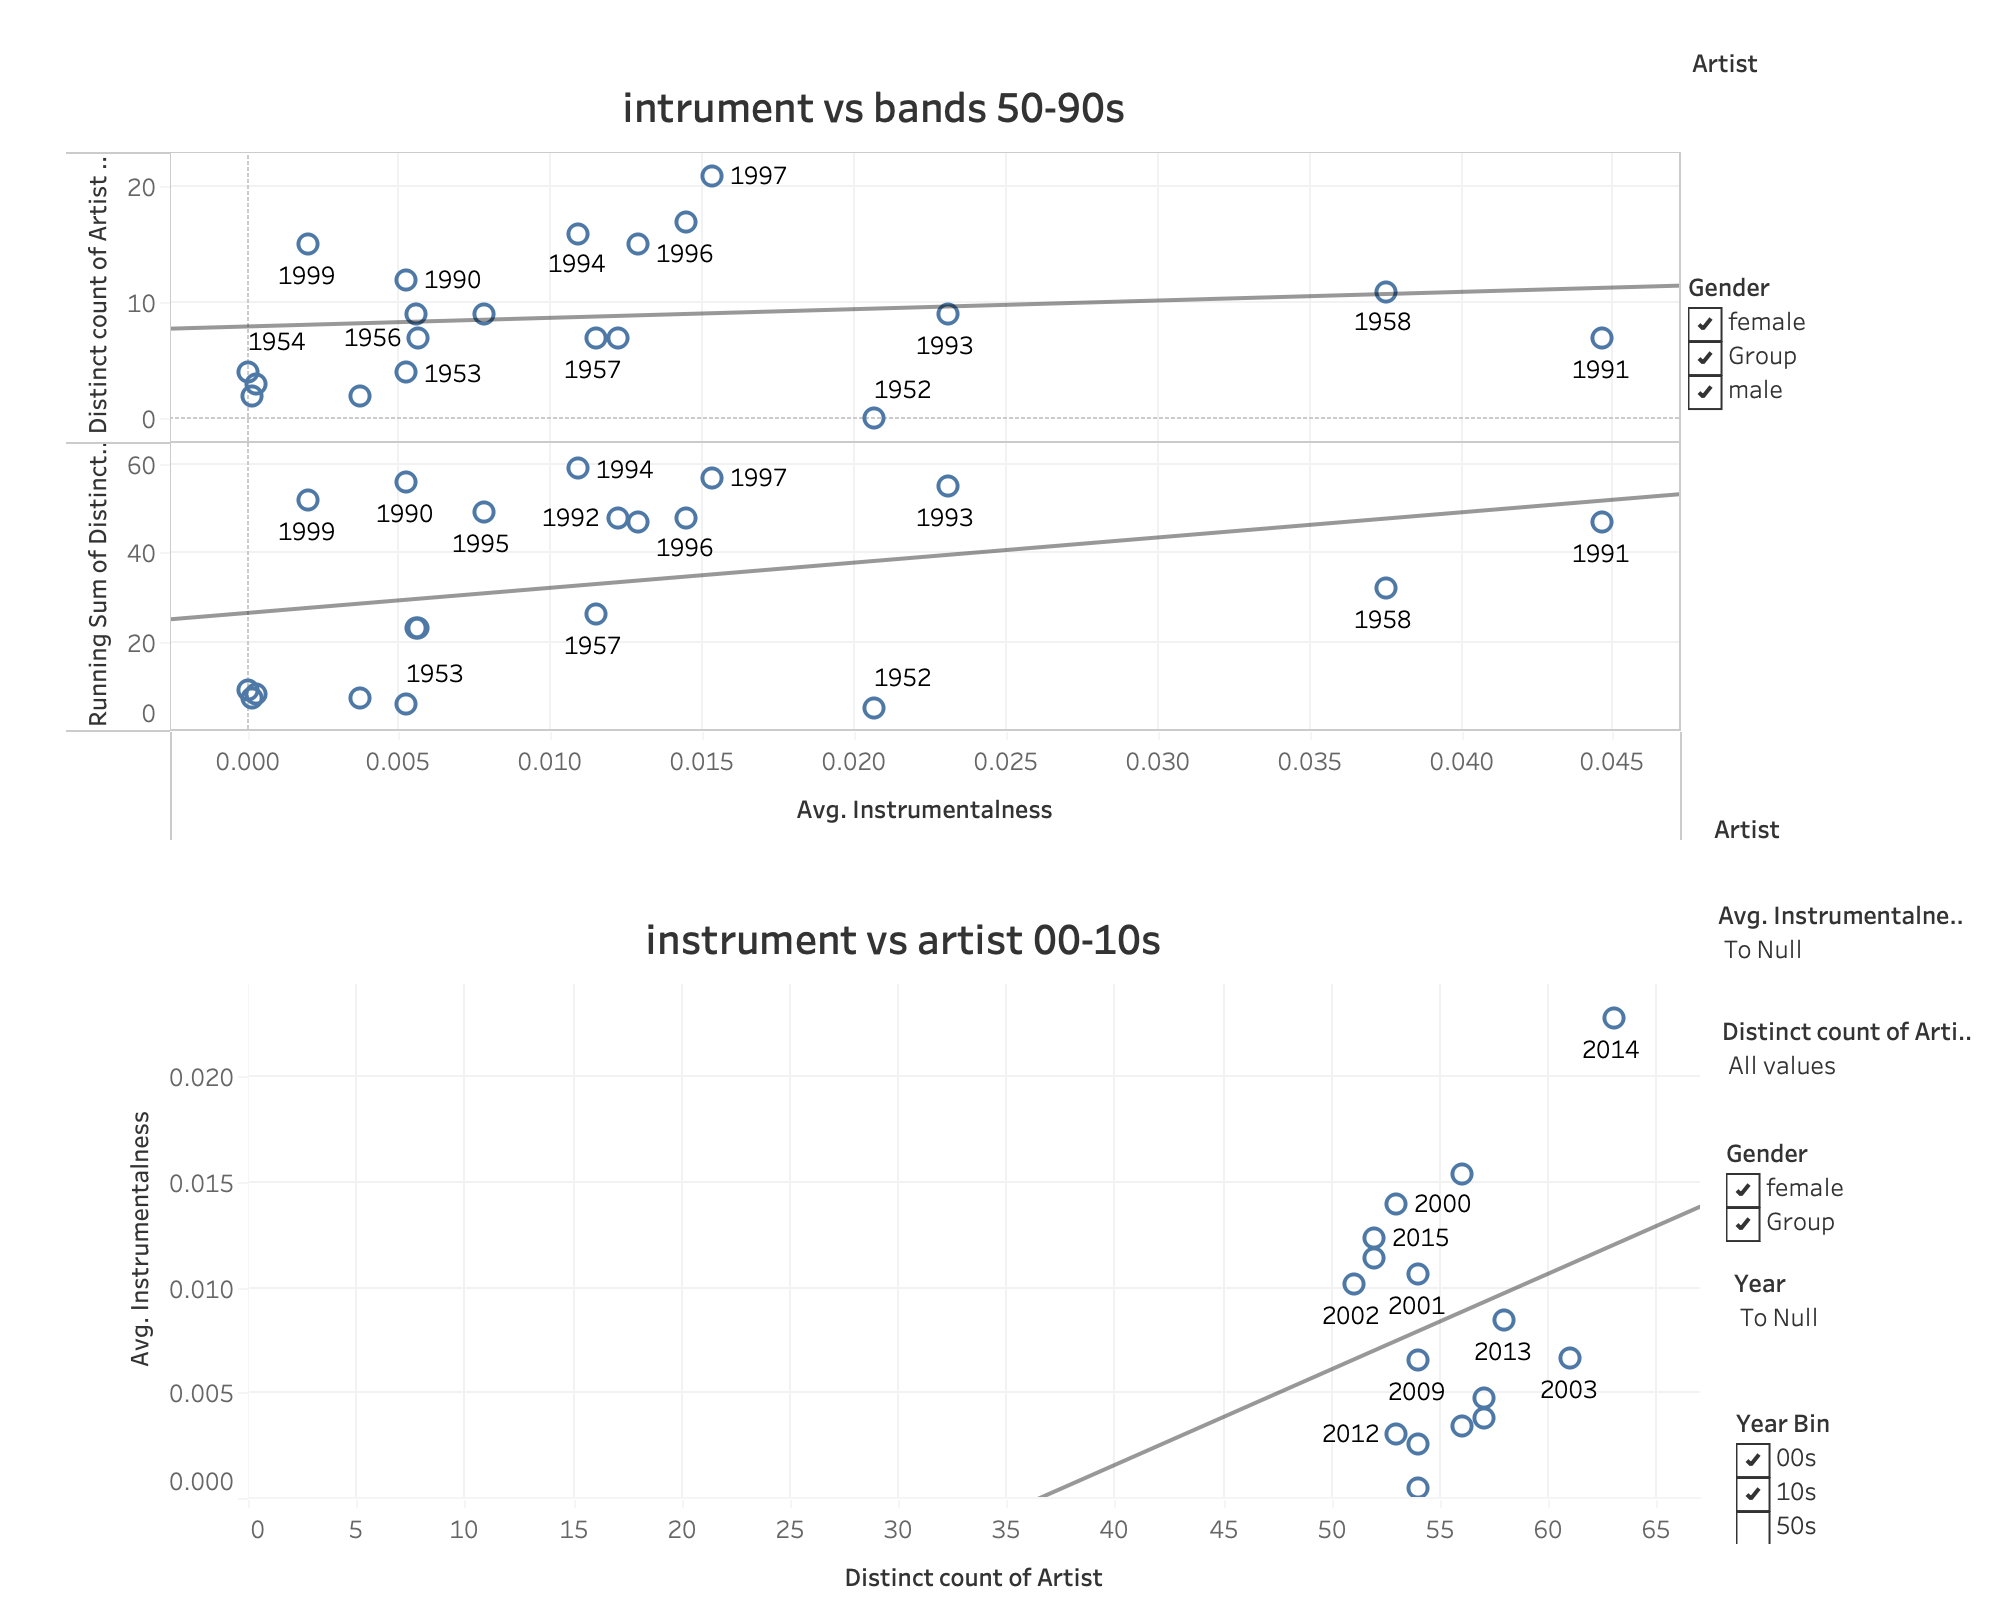 Artist
intrument vs bands 50-90s
Distinct count of Artist ..
20
10
0
1997
1999
1994
1996
1990
1954
1956
1953
1957
1993
1952
1958
1991
Gender
female
Group
male
Running Sum of Distinct..
60
40
20
0
1994
1997
1999
1990
1995
1992
1996
1993
1991
1958
1957
1953
1952
0.000 0.005 0.010 0.015 0.020 0.025 0.030 0.035 0.040 0.045
Avg. Instrumentalness
Artist
instrument vs artist 00-10s
Avg. Instrumentalness
0.020
0.015
0.010
0.005
0.000
2014
2000
2015
2002 2001
2013
2009
2003
2012
0 5 10 15 20 25 30 35 40 45 50 55 60 65
Distinct count of Artist
Avg. Instrumentalne..
To Null
Distinct count of Arti..
All values
Gender
female
Group
Year
To Null
Year Bin
00s
10s
50s